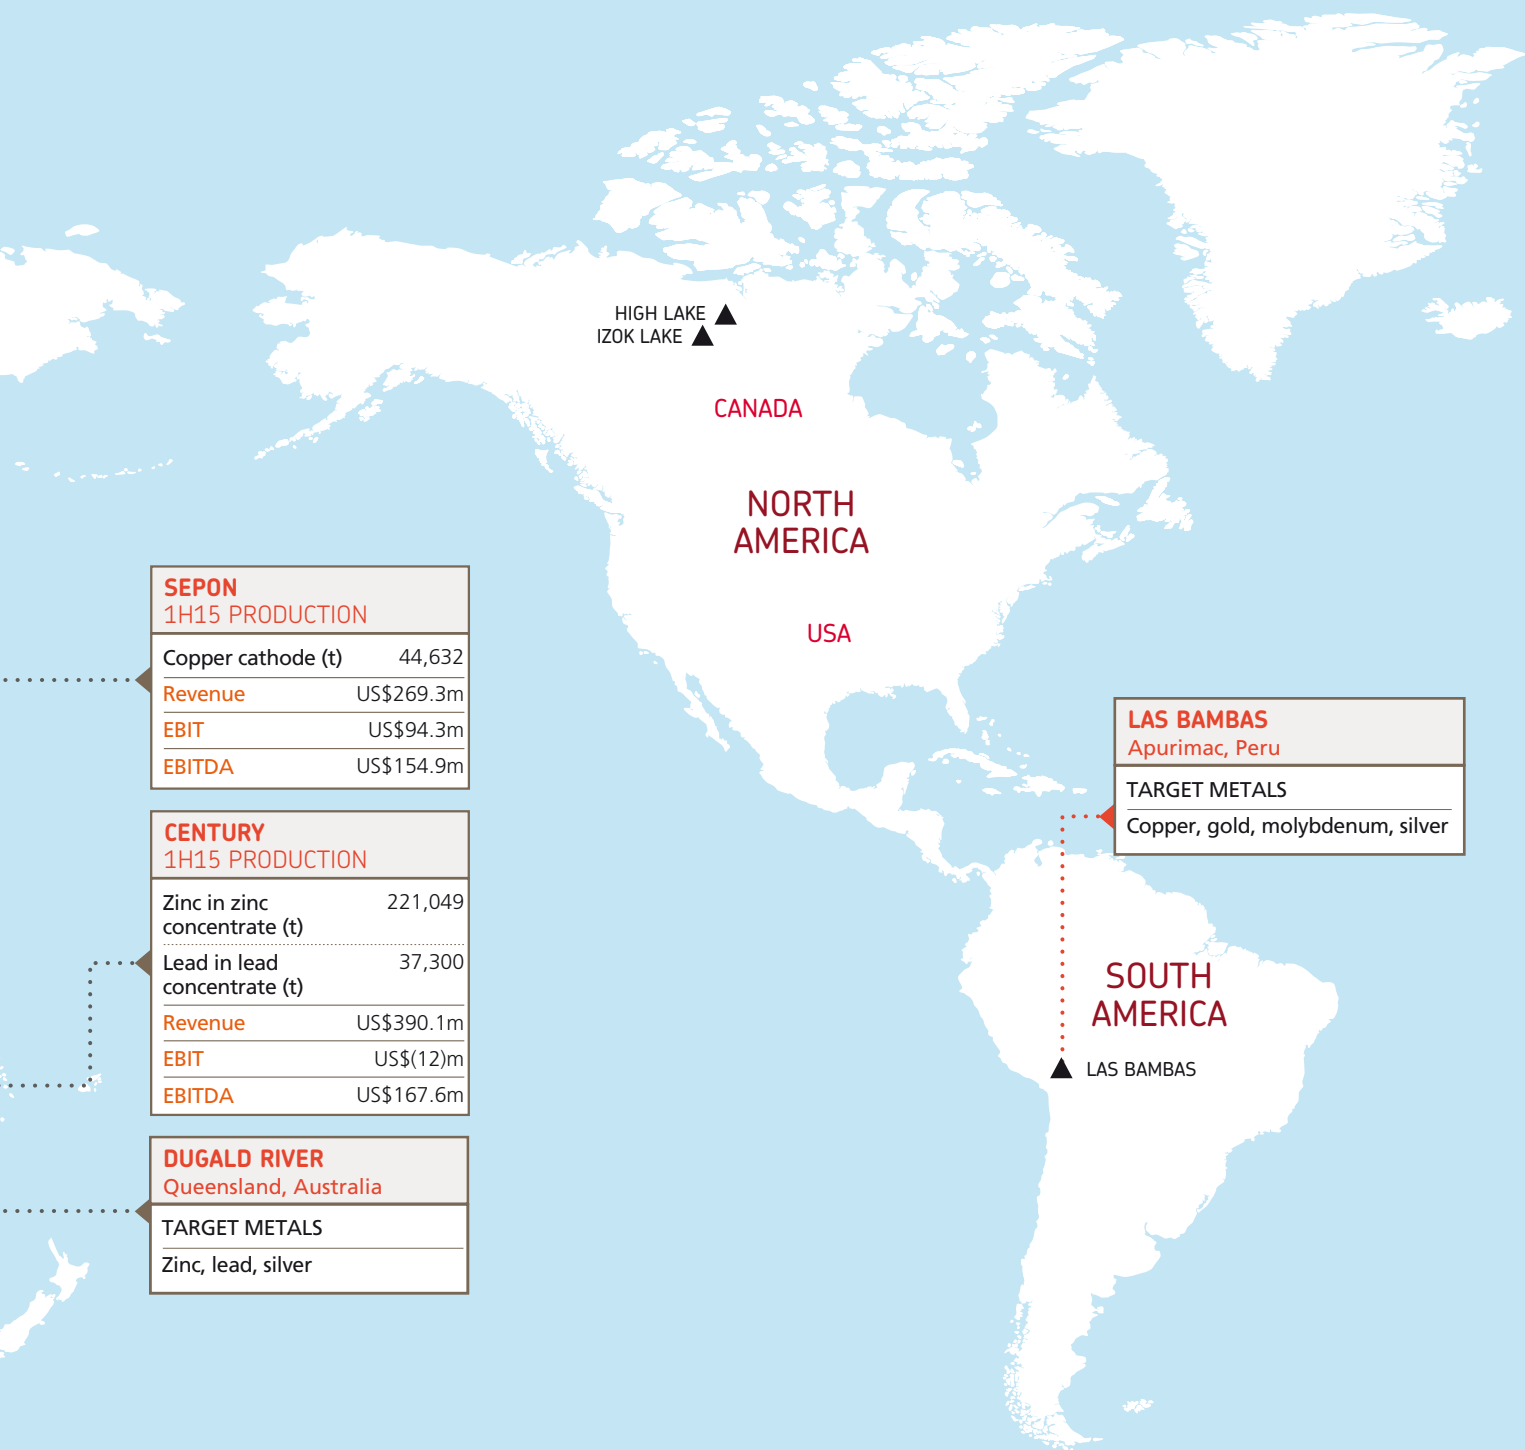 HIGH LAKE
IZOK LAKE
CANADA
NORTH
AMERICA
USA
SEPON
1H15 PRODUCTION
Copper cathode (t) 44,632
Revenue US$269.3m
EBIT US$94.3m
EBITDA US$154.9m
CENTURY
1H15 PRODUCTION
Zinc in zinc 221,049
concentrate (t)
Lead in lead 37,300
concentrate (t)
Revenue US$390.1m
EBIT US$(12)m
EBITDA US$167.6m
DUGALD RIVER
Queensland, Australia
TARGET METALS
Zinc, lead, silver
LAS BAMBAS
Apurimac, Peru
TARGET METALS
Copper, gold, molybdenum, silver
SOUTH
AMERICA
LAS BAMBAS